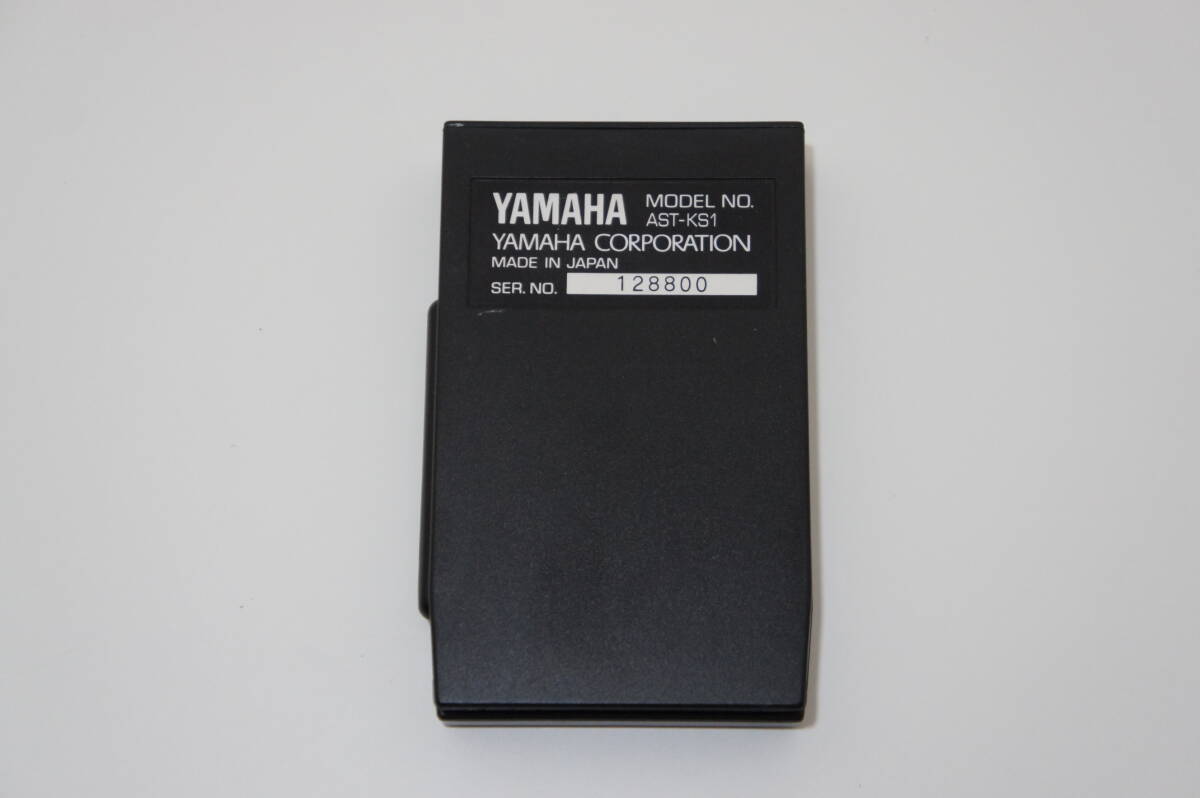 YAMAHA MODEL NO.
AST-KS1
YAMAHA CORPORATION
MADE IN JAPAN
SER. NO. 128800